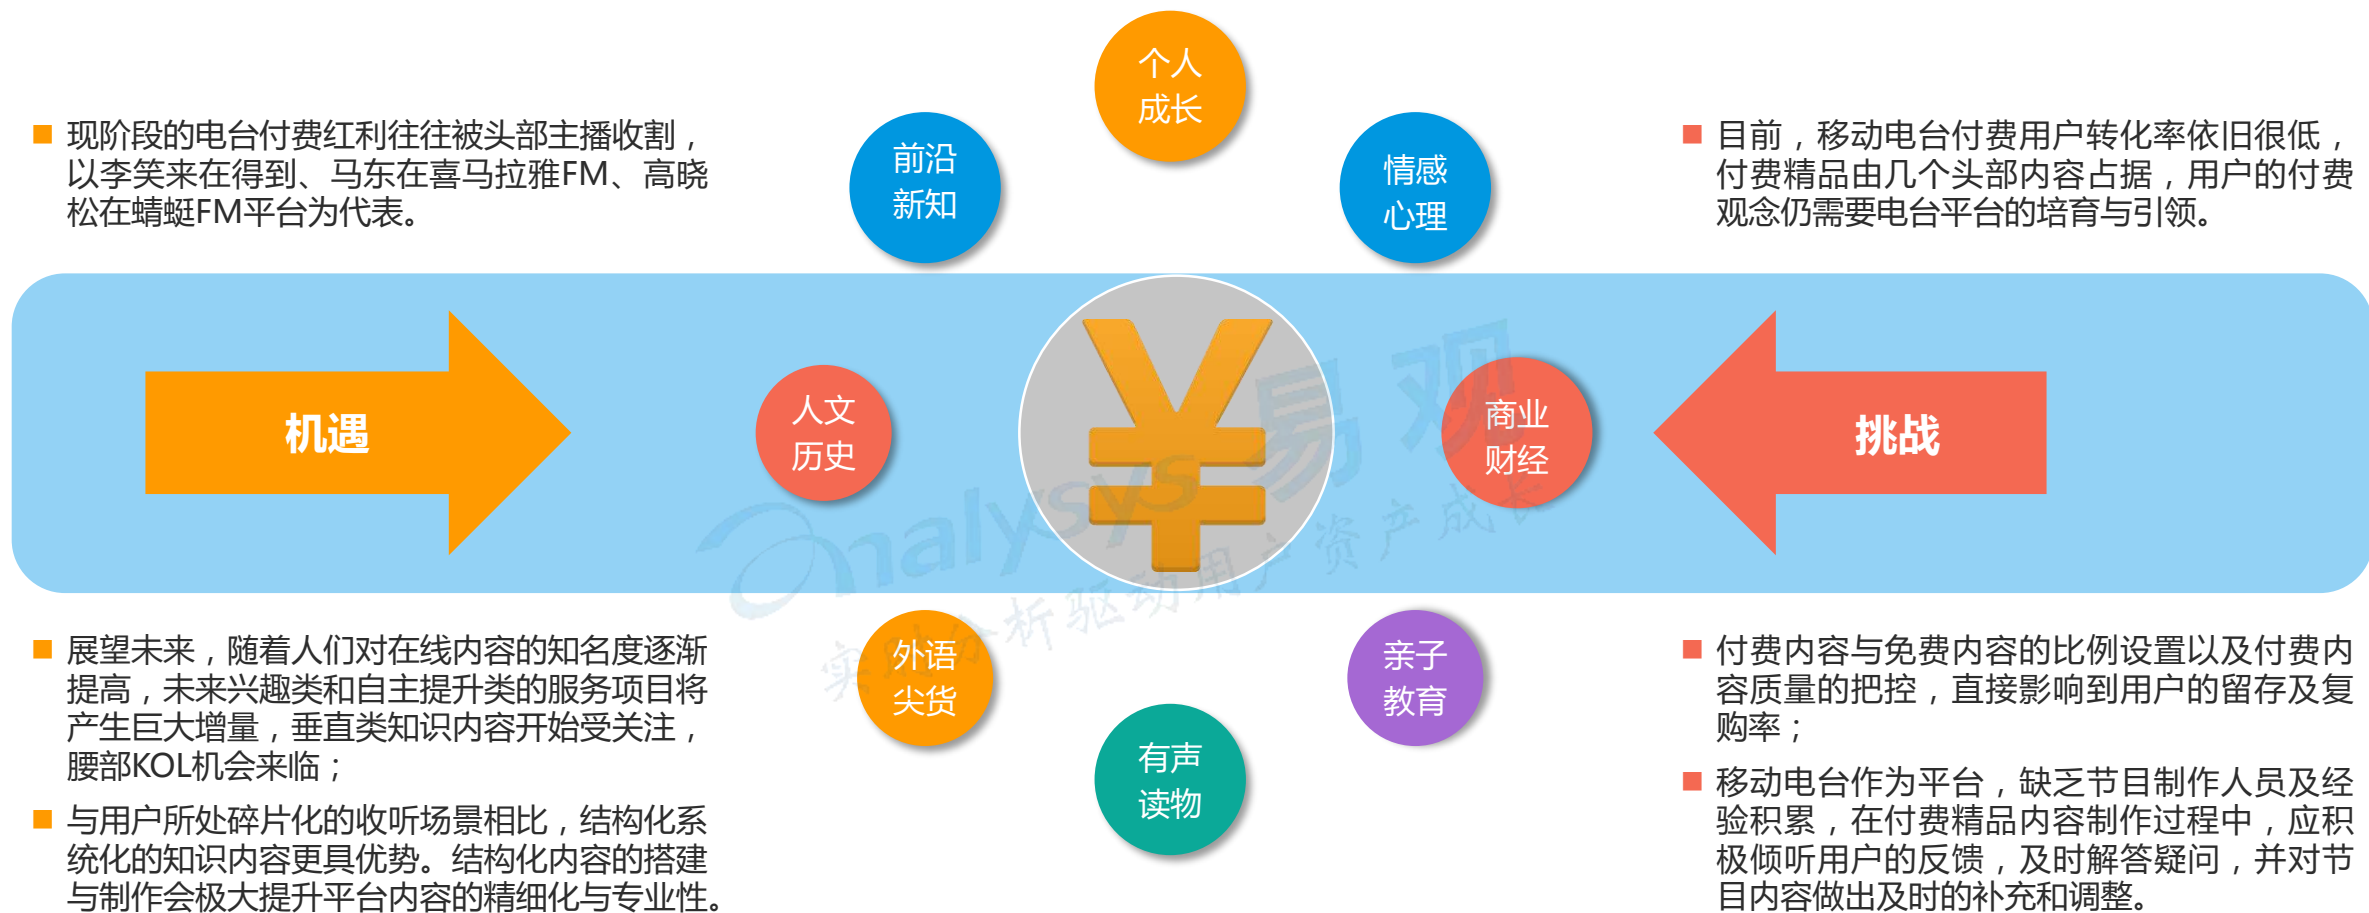 个人
成长
前沿
新知
情感
心理
■ 现阶段的电台付费红利往往被头部主播收割，
以李笑来在得到、马东在喜马拉雅FM、高晓
松在蜻蜓FM平台为代表。
■ 目前，移动电台付费用户转化率依旧很低，
付费精品由几个头部内容占据，用户的付费
观念仍需要电台平台的培育与引领。
机遇
人文
历史
¥
商业
财经
挑战
analysys 易观
实时分析驱动用户资产成长
外语
尖货
亲子
教育
有声
读物
■ 展望未来，随着人们对在线内容的知名度逐渐
提高，未来兴趣类和自主提升类的服务项目将
产生巨大增量，垂直类知识内容开始受关注，
腰部KOL机会来临；
■ 与用户所处碎片化的收听场景相比，结构化系
统化的知识内容更具优势。结构化内容的搭建
与制作会极大提升平台内容的精细化与专业性。
■ 付费内容与免费内容的比例设置以及付费内
容质量的把控，直接影响到用户的留存及复
购率；
■ 移动电台作为平台，缺乏节目制作人员及经
验积累，在付费精品内容制作过程中，应积
极倾听用户的反馈，及时解答疑问，并对节
目内容做出及时的补充和调整。